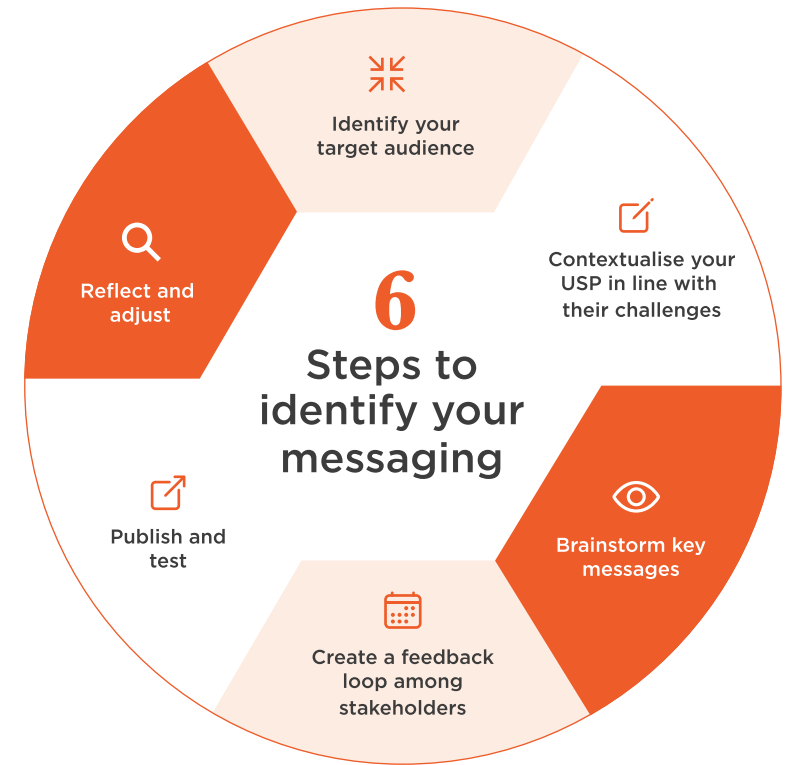 6
Steps to
identify your
messaging
Identify your
target audience
Contextualise your
USP in line with
their challenges
Brainstorm key
messages
Create a feedback
loop among
stakeholders
Publish and
test
Reflect and
adjust